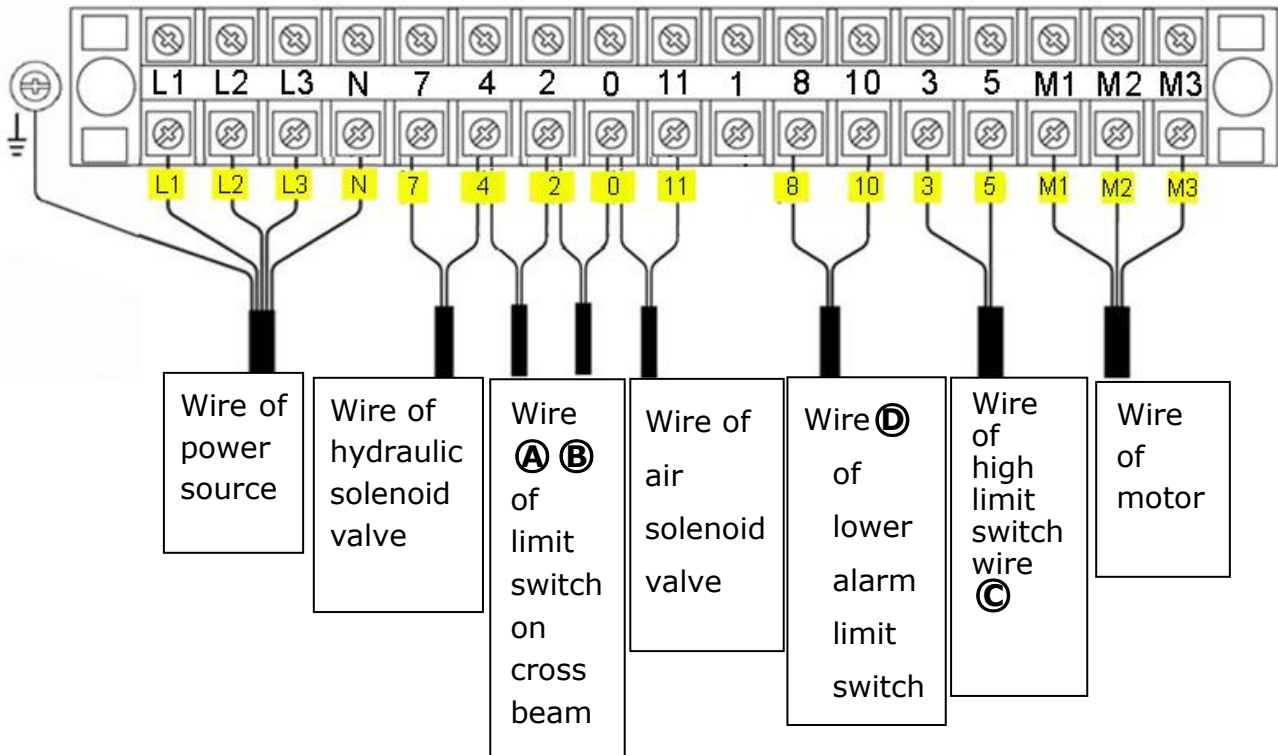 L1 L2 L3 N 7 4 2 0 11 1 8 10 3 5 M1 M2 M3
L1 L2 L3 N 7 4 2 0 11 8 10 3 5 M1 M2 M3
Wire of
power
source
Wire of
hydraulic
solenoid
valve
Wire
Ⓐ Ⓑ
of
limit
switch
on
cross
beam
Wire of
air
solenoid
valve
Wire Ⓓ
of
lower
alarm
limit
switch
Wire
of
high
limit
switch
wire
Ⓒ
Wire
of
motor